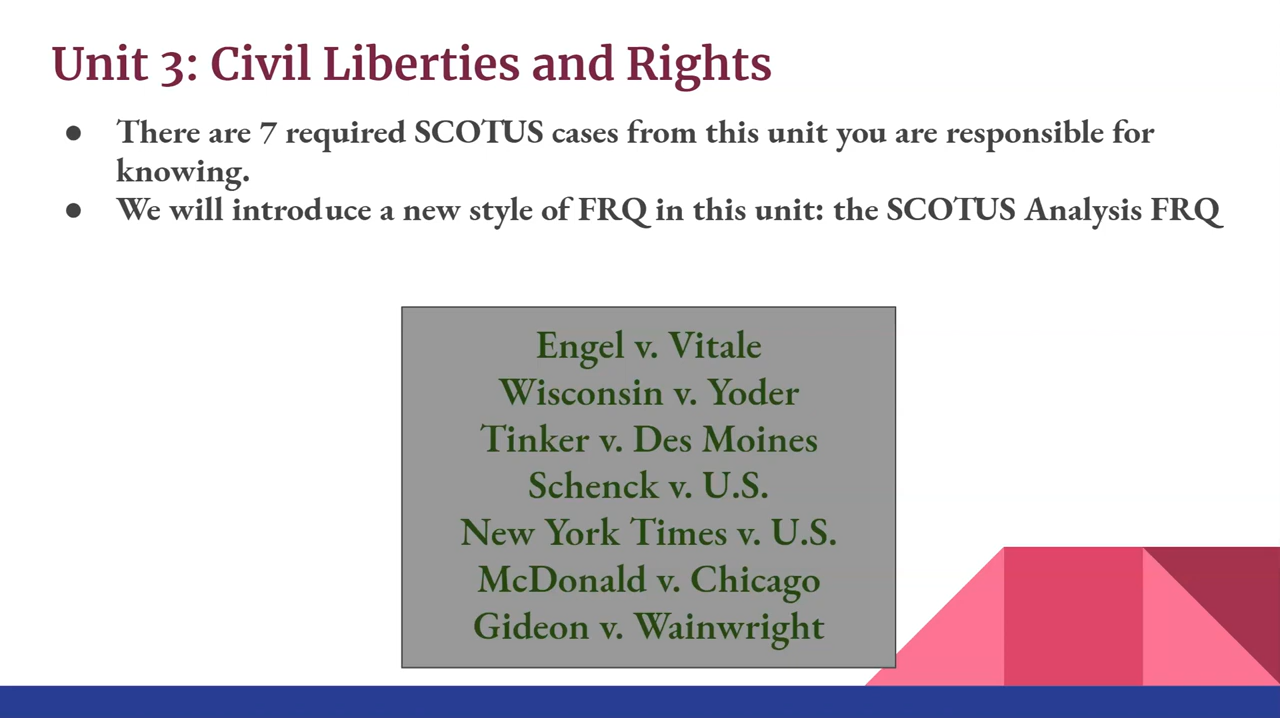 Unit 3: Civil Liberties and Rights
● There are 7 required SCOTUS cases from this unit you are responsible for
knowing.
● We will introduce a new style of FRQ in this unit: the SCOTUS Analysis FRQ
Engel v. Vitale
Wisconsin v. Yoder
Tinker v. Des Moines
Schenck v. U.S.
New York Times v. U.S.
McDonald v. Chicago
Gideon v. Wainwright